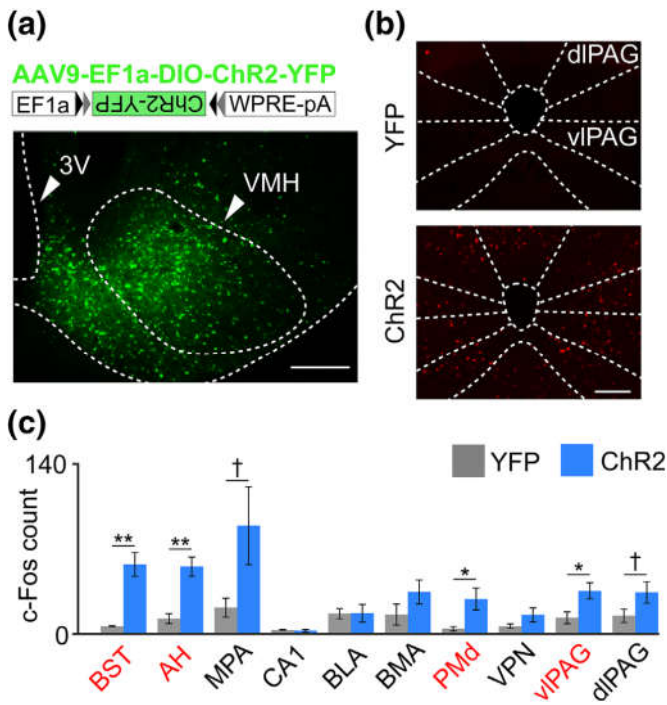 (a)
AAV9-EF1a-DIO-ChR2-YFP
EF1a ChR2-YFP WPRE-pA
3V
VMH
(b)
dlPAG
YFP
vlPAG
ChR2
(c)
YFP ChR2
140
c-Fos count
0
** ** † * * †
BST AH MPA CA1 BLA BMA PMd VPN vlPAG dlPAG